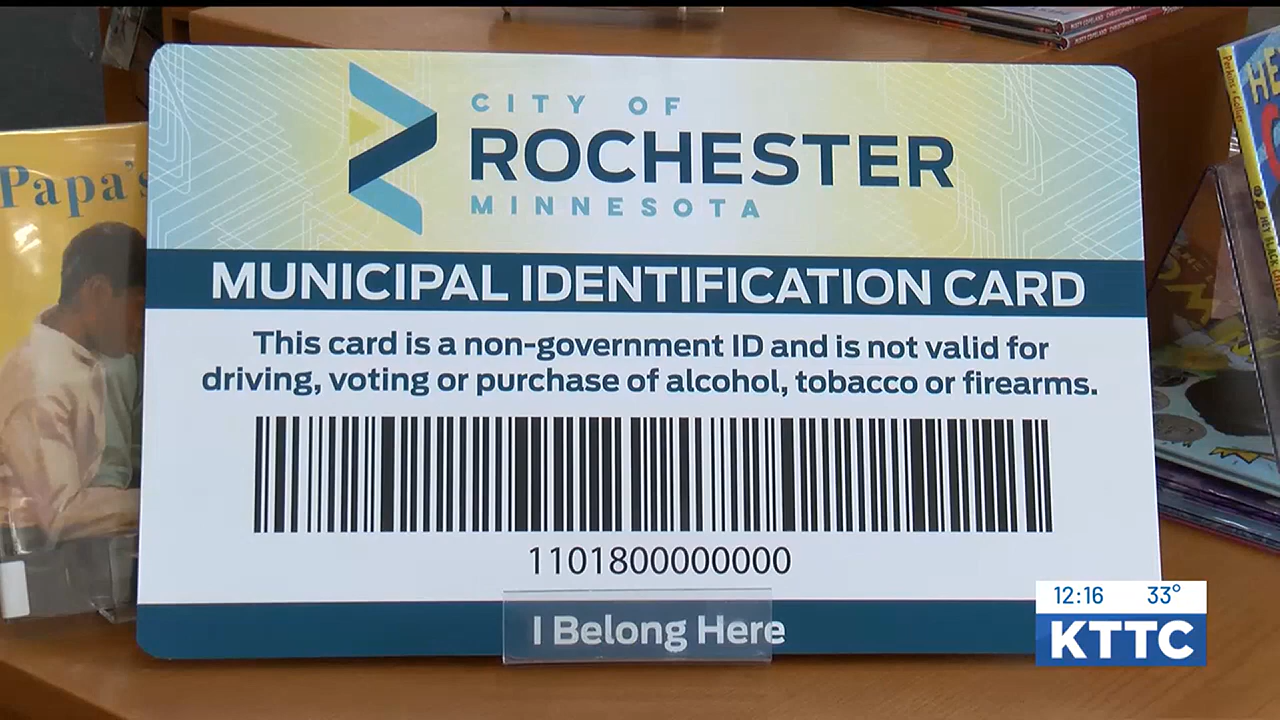 CITY OF
ROCHESTER
MINNESOTA
MUNICIPAL IDENTIFICATION CARD
This card is a non-government ID and is not valid for
driving, voting or purchase of alcohol, tobacco or firearms.
1101800000000
I Belong Here
Papa's
HE
12:16 33°
KTTC